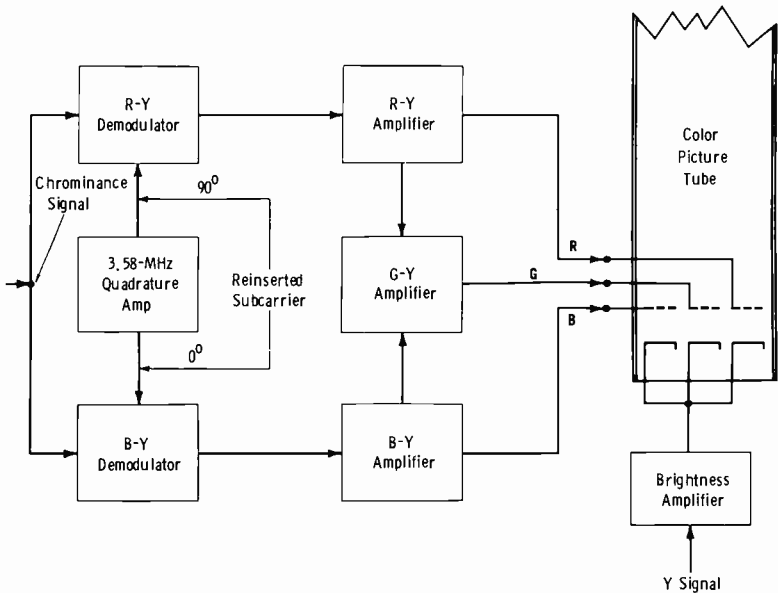 R-Y
Demodulator
R-Y
Amplifier
Color
Picture
Tube
Chrominance
Signal
90°
3.58-MHz
Quadrature
Amp
Reinserted
Subcarrier
G-Y
Amplifier
R
G
B
0°
B-Y
Demodulator
B-Y
Amplifier
Brightness
Amplifier
Y Signal